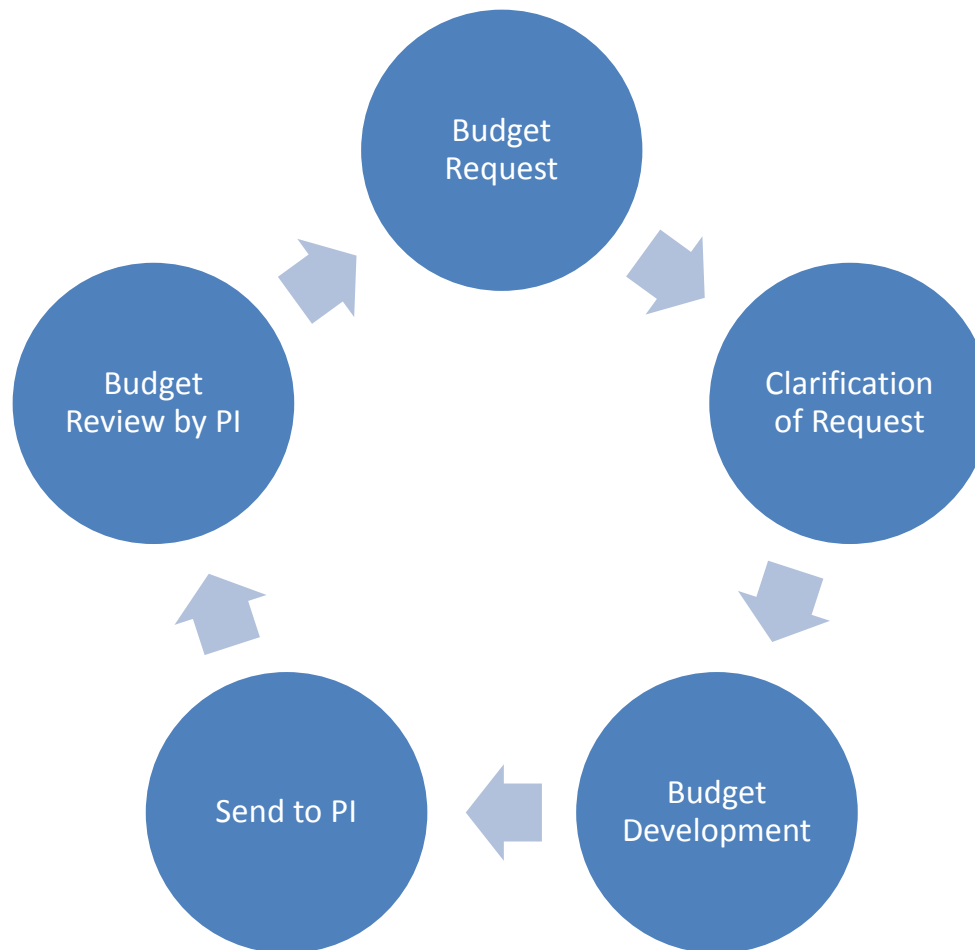 Budget
Request
Clarification
of Request
Budget
Development
Send to PI
Budget
Review by PI